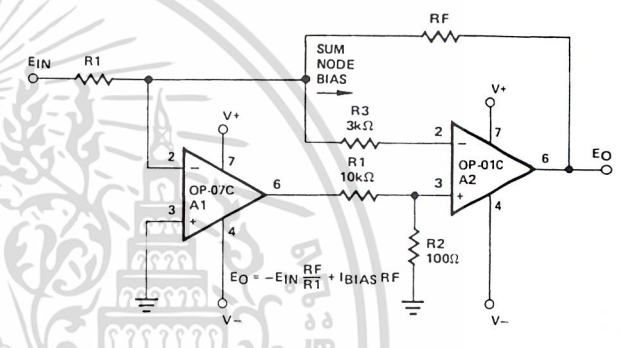 RF
SUM
NODE
BIAS
EIN
R1
V+
R3
3kΩ
V+
2
7
2
7
R1
10kΩ
OP-07C
A1
6
OP-01C
A2
6
EO
3
3
4
4
R2
100Ω
EO = -EIN RF/R1 + IBIAS RF
V-
V-